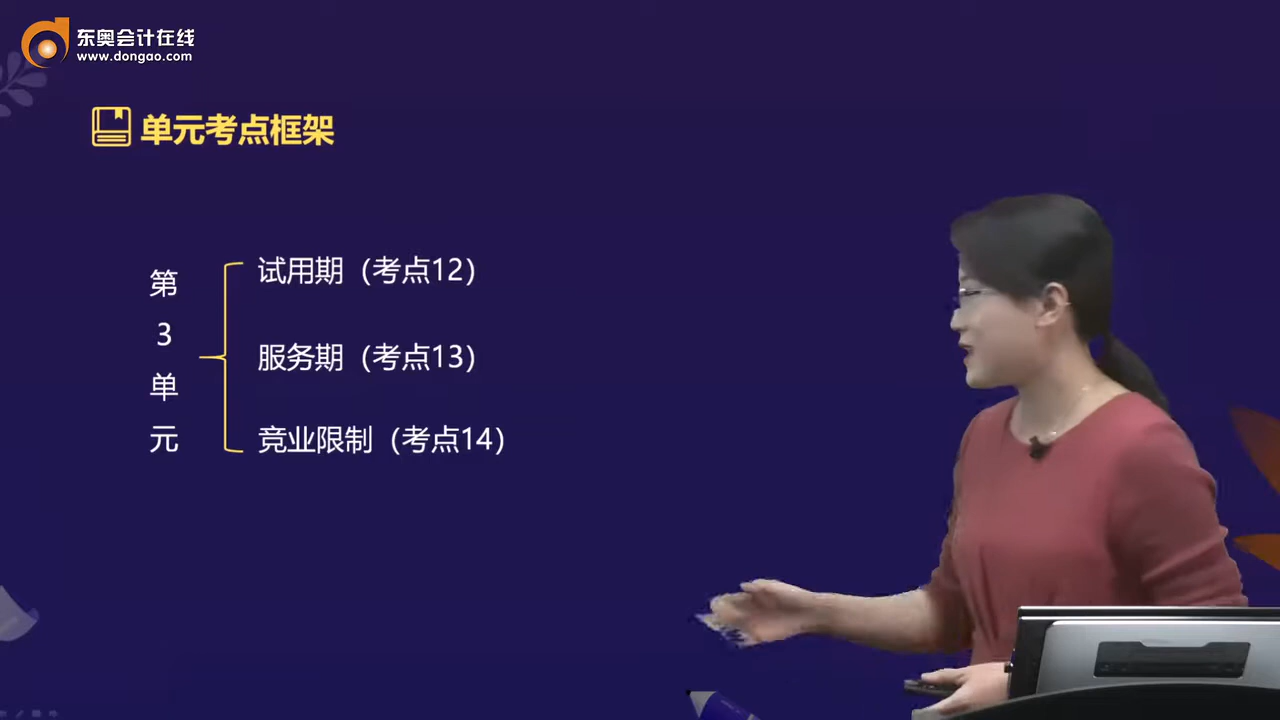 东奥会计在线
www.dongao.com
单元考点框架
第3单元
试用期（考点12）
服务期（考点13）
竞业限制（考点14）